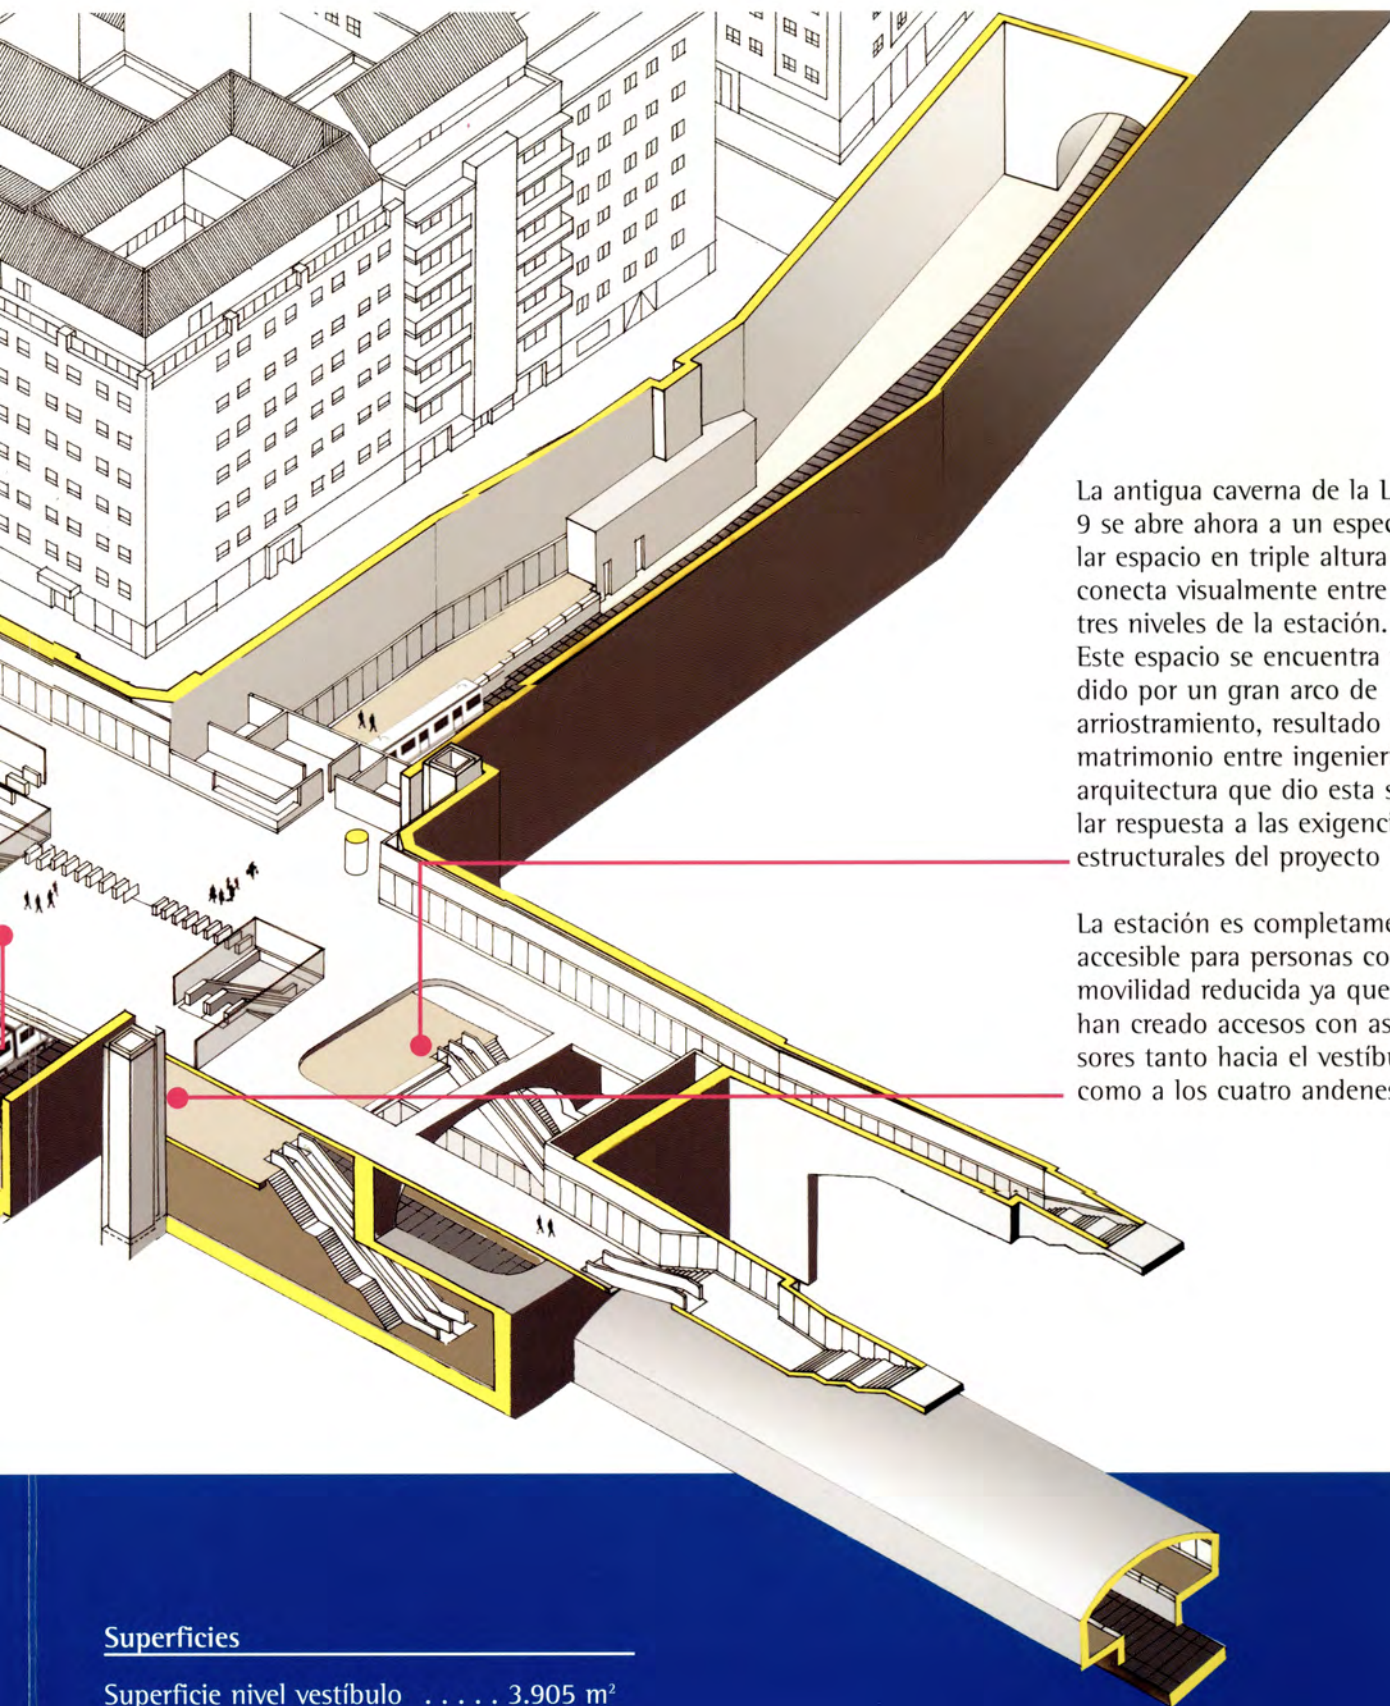 La antigua caverna de la L
9 se abre ahora a un espec
lar espacio en triple altura
conecta visualmente entre
tres niveles de la estación.
Este espacio se encuentra
dido por un gran arco de
arriostramiento, resultado
matrimonio entre ingenier
arquitectura que dio esta s
lar respuesta a las exigenci
estructurales del proyecto
La estación es completame
accesible para personas co
movilidad reducida ya que
han creado accesos con as
sores tanto hacia el vestíbu
como a los cuatro andenes
Superficies
Superficie nivel vestíbulo ..... 3.905 m²